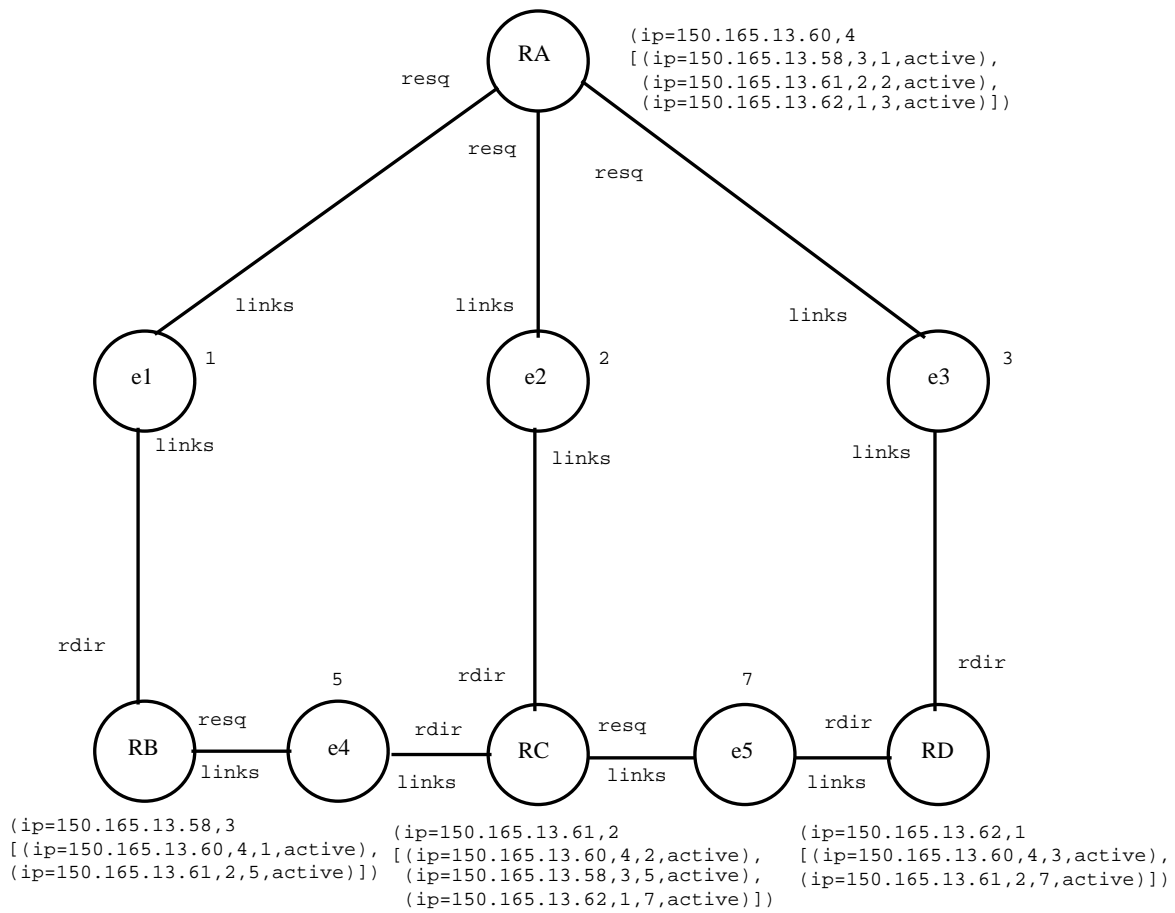 (ip=150.165.13.60,4
[(ip=150.165.13.58,3,1,active),
(ip=150.165.13.61,2,2,active),
(ip=150.165.13.62,1,3,active)])
RA
resq
resq
resq
links
links
links
e1
1
e2
2
e3
3
links
links
links
rdir
rdir
rdir
5
7
RB
resq
links
e4
rdir
links
RC
resq
links
e5
rdir
links
RD
(ip=150.165.13.58,3
[(ip=150.165.13.60,4,1,active),
(ip=150.165.13.61,2,5,active)])
(ip=150.165.13.61,2
[(ip=150.165.13.60,4,2,active),
(ip=150.165.13.58,3,5,active),
(ip=150.165.13.62,1,7,active)])
(ip=150.165.13.62,1
[(ip=150.165.13.60,4,3,active),
(ip=150.165.13.61,2,7,active)])